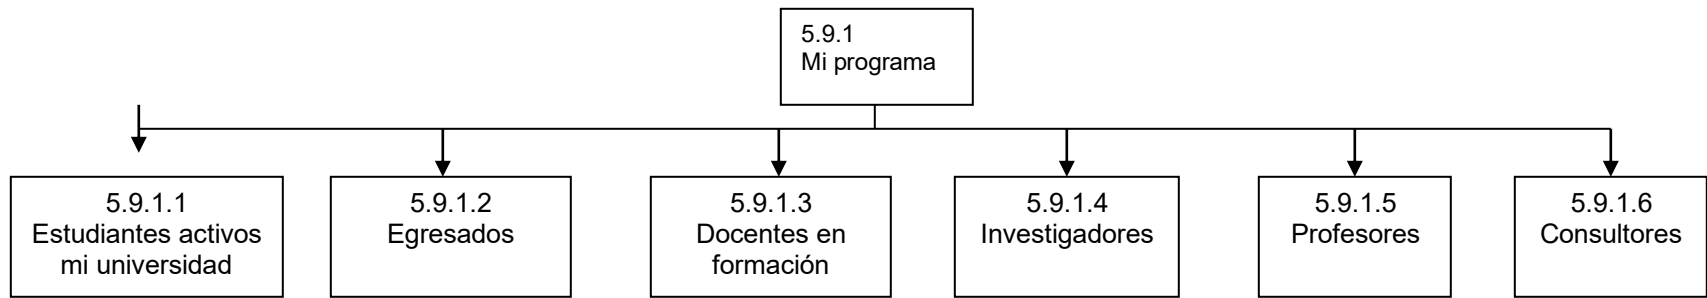 5.9.1
Mi programa
5.9.1.1
Estudiantes activos
mi universidad
5.9.1.2
Egresados
5.9.1.3
Docentes en
formación
5.9.1.4
Investigadores
5.9.1.5
Profesores
5.9.1.6
Consultores